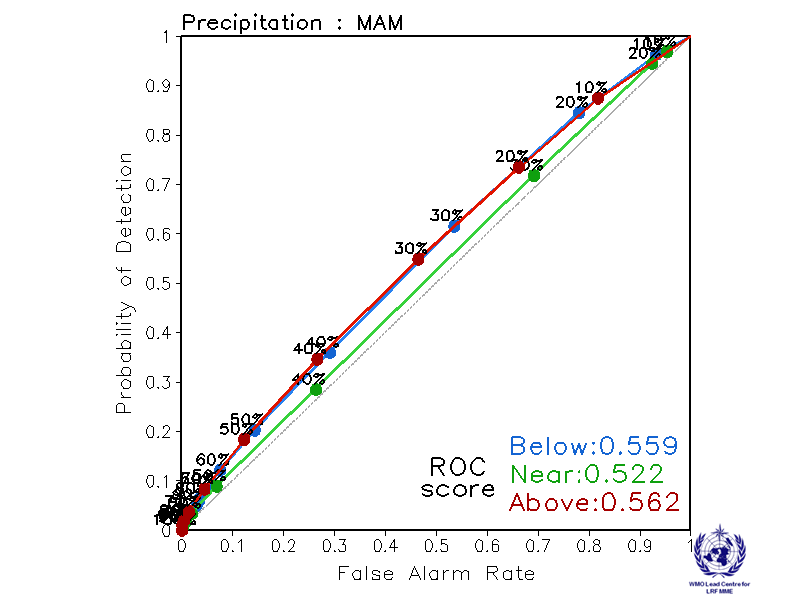 Precipitation : MAM
Probability of Detection
1
0.9
0.8
0.7
0.6
0.5
0.4
0.3
0.2
0.1
0
10%
20%
10%
20%
20%
30%
30%
40%
40%
40%
50%
50%
60%
ROC
score
Below:0.559
Near:0.522
Above:0.562
0 0.1 0.2 0.3 0.4 0.5 0.6 0.7 0.8 0.9 1
False Alarm Rate
WMO Lead Centre for
LRF MME